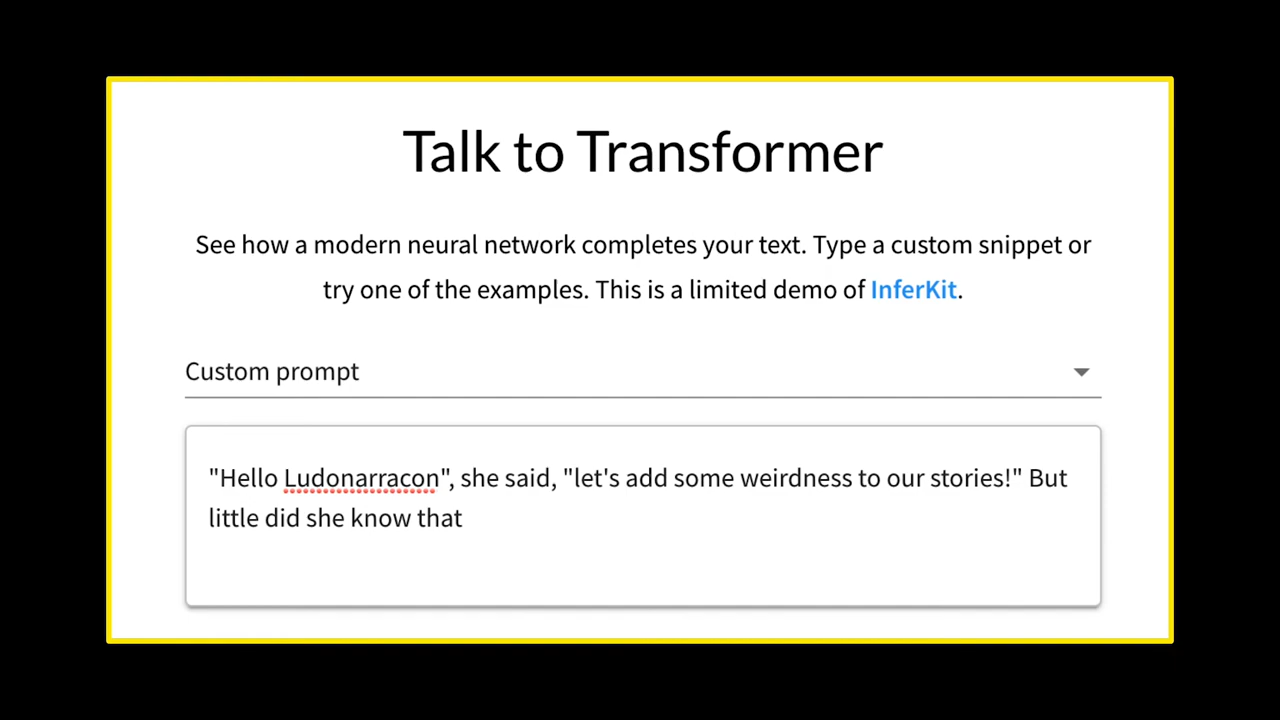 Talk to Transformer
See how a modern neural network completes your text. Type a custom snippet or
try one of the examples. This is a limited demo of InferKit.
Custom prompt
"Hello Ludonarracon", she said, "let's add some weirdness to our stories!" But
little did she know that